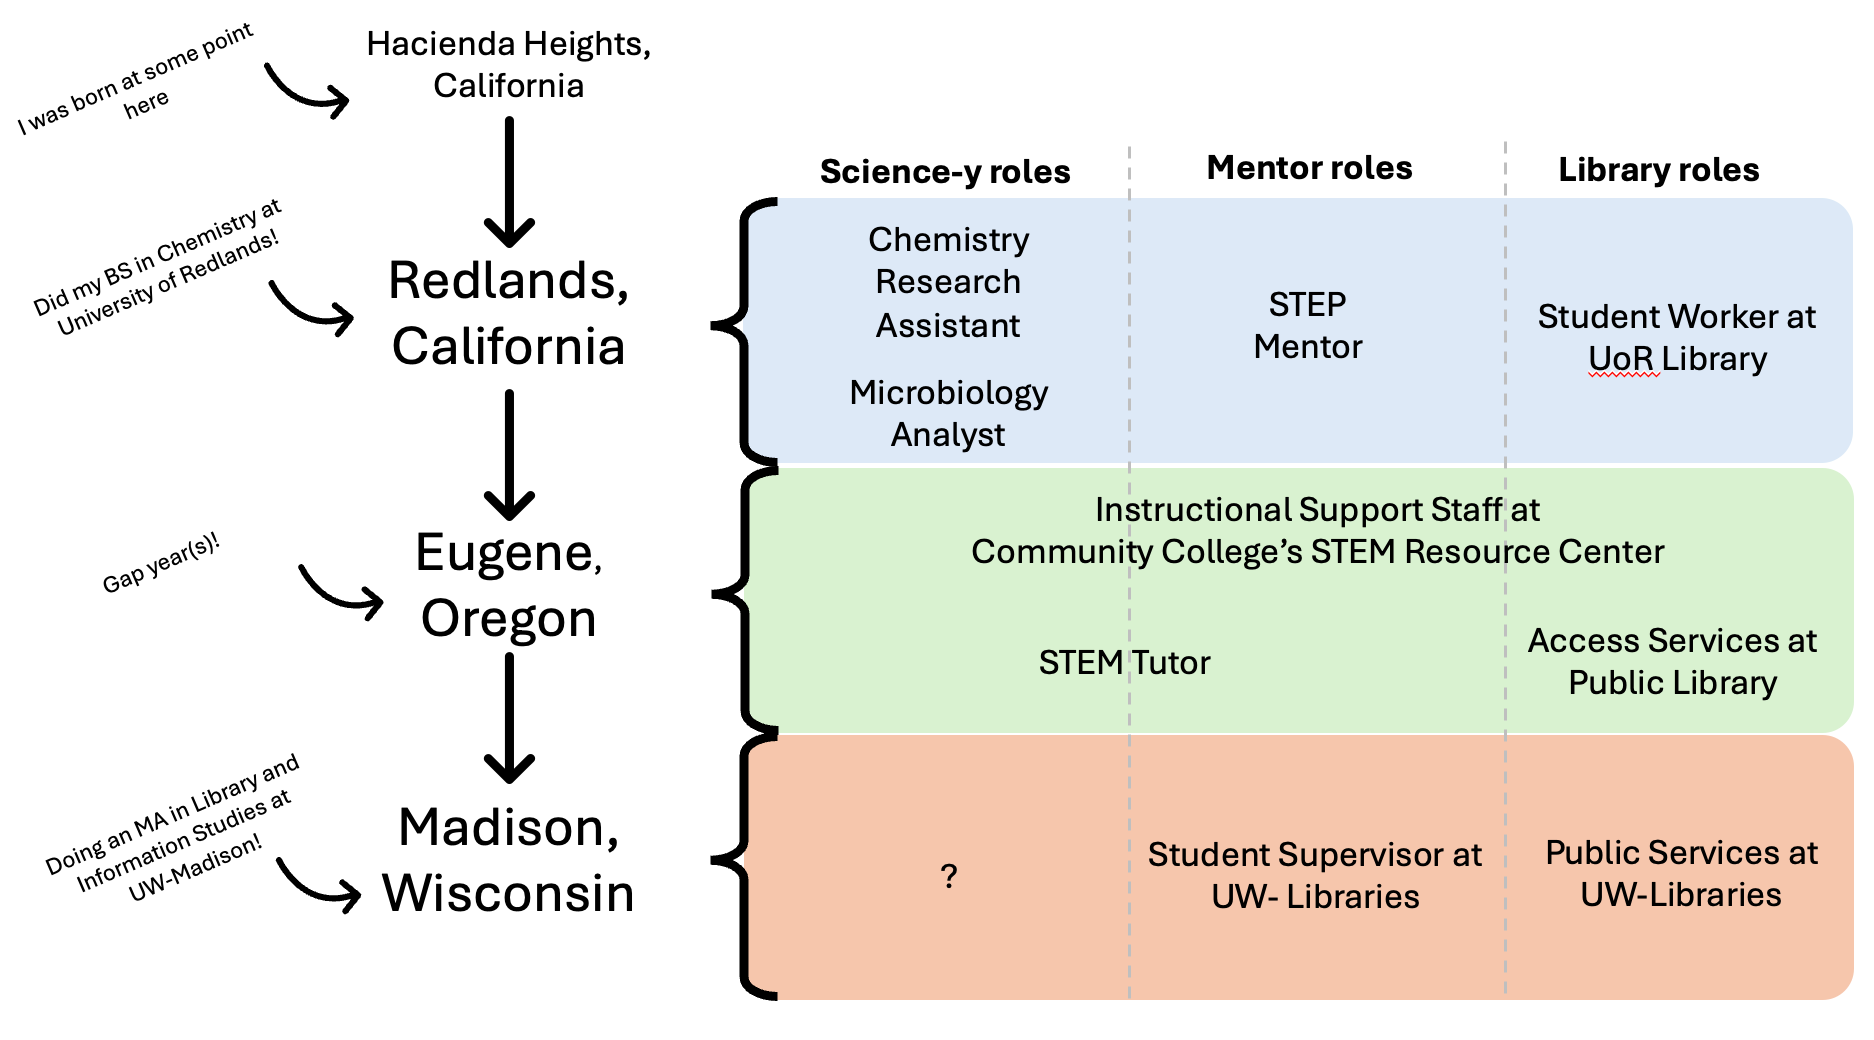 I was born at some point
here
Hacienda Heights,
California
Did my BS in Chemistry at
University of Redlands!
Redlands,
California
Gap year(s)!
Eugene,
Oregon
Doing an MA in Library and
Information Studies at
UW-Madison!
Madison,
Wisconsin
Science-y roles
Mentor roles
Library roles
Chemistry
Research
Assistant
Microbiology
Analyst
STEP
Mentor
Student Worker at
UoR Library
Instructional Support Staff at
Community College’s STEM Resource Center
STEM Tutor
Access Services at
Public Library
?
Student Supervisor at
UW- Libraries
Public Services at
UW-Libraries